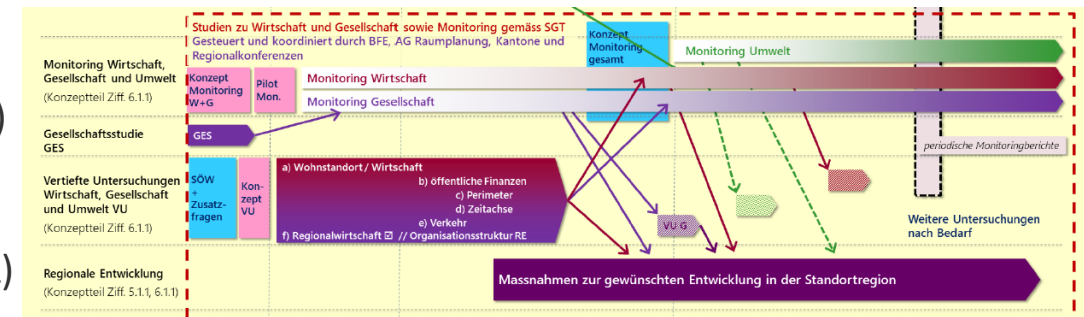 Studien zu Wirtschaft und Gesellschaft sowie Monitoring gemäss SGT
Gesteuert und koordiniert durch BFE, AG Raumplanung, Kantone und
Regionalkonferenzen
Konzept
Monitoring
gesamt
Monitoring Umwelt
Monitoring Wirtschaft,
Gesellschaft und Umwelt
(Konzeptteil Ziff. 6.1.1)
Konzept
Monitoring
W+G
Pilot
Mon.
Monitoring Wirtschaft
Monitoring Gesellschaft
)
Gesellschaftsstudie
GES
GES
periodische Monitoringberichte
Vertiefte Untersuchungen
Wirtschaft, Gesellschaft
und Umwelt VU
(Konzeptteil Ziff. 6.1.1)
SÖW
+
Zusatz-
fragen
Kon-
zept
VU
a) Wohnstandort / Wirtschaft
b) öffentliche Finanzen
c) Perimeter
d) Zeitachse
e) Verkehr
f) Regionalwirtschaft ☑ // Organisationsstruktur RE
VU G
Weitere Untersuchungen
nach Bedarf
)
Regionale Entwicklung
(Konzeptteil Ziff. 5.1.1, 6.1.1)
Massnahmen zur gewünschten Entwicklung in der Standortregion